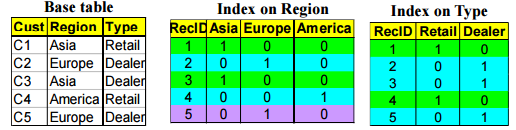 Base table
Cust Region Type
C1 Asia Retail
C2 Europe Dealer
C3 Asia Dealer
C4 America Retail
C5 Europe Dealer
Index on Region
RecID Asia Europe America
1 1 0 0
2 0 1 0
3 1 0 0
4 0 0 1
5 0 1 0
Index on Type
RecID Retail Dealer
1 1 0
2 0 1
3 0 1
4 1 0
5 0 1